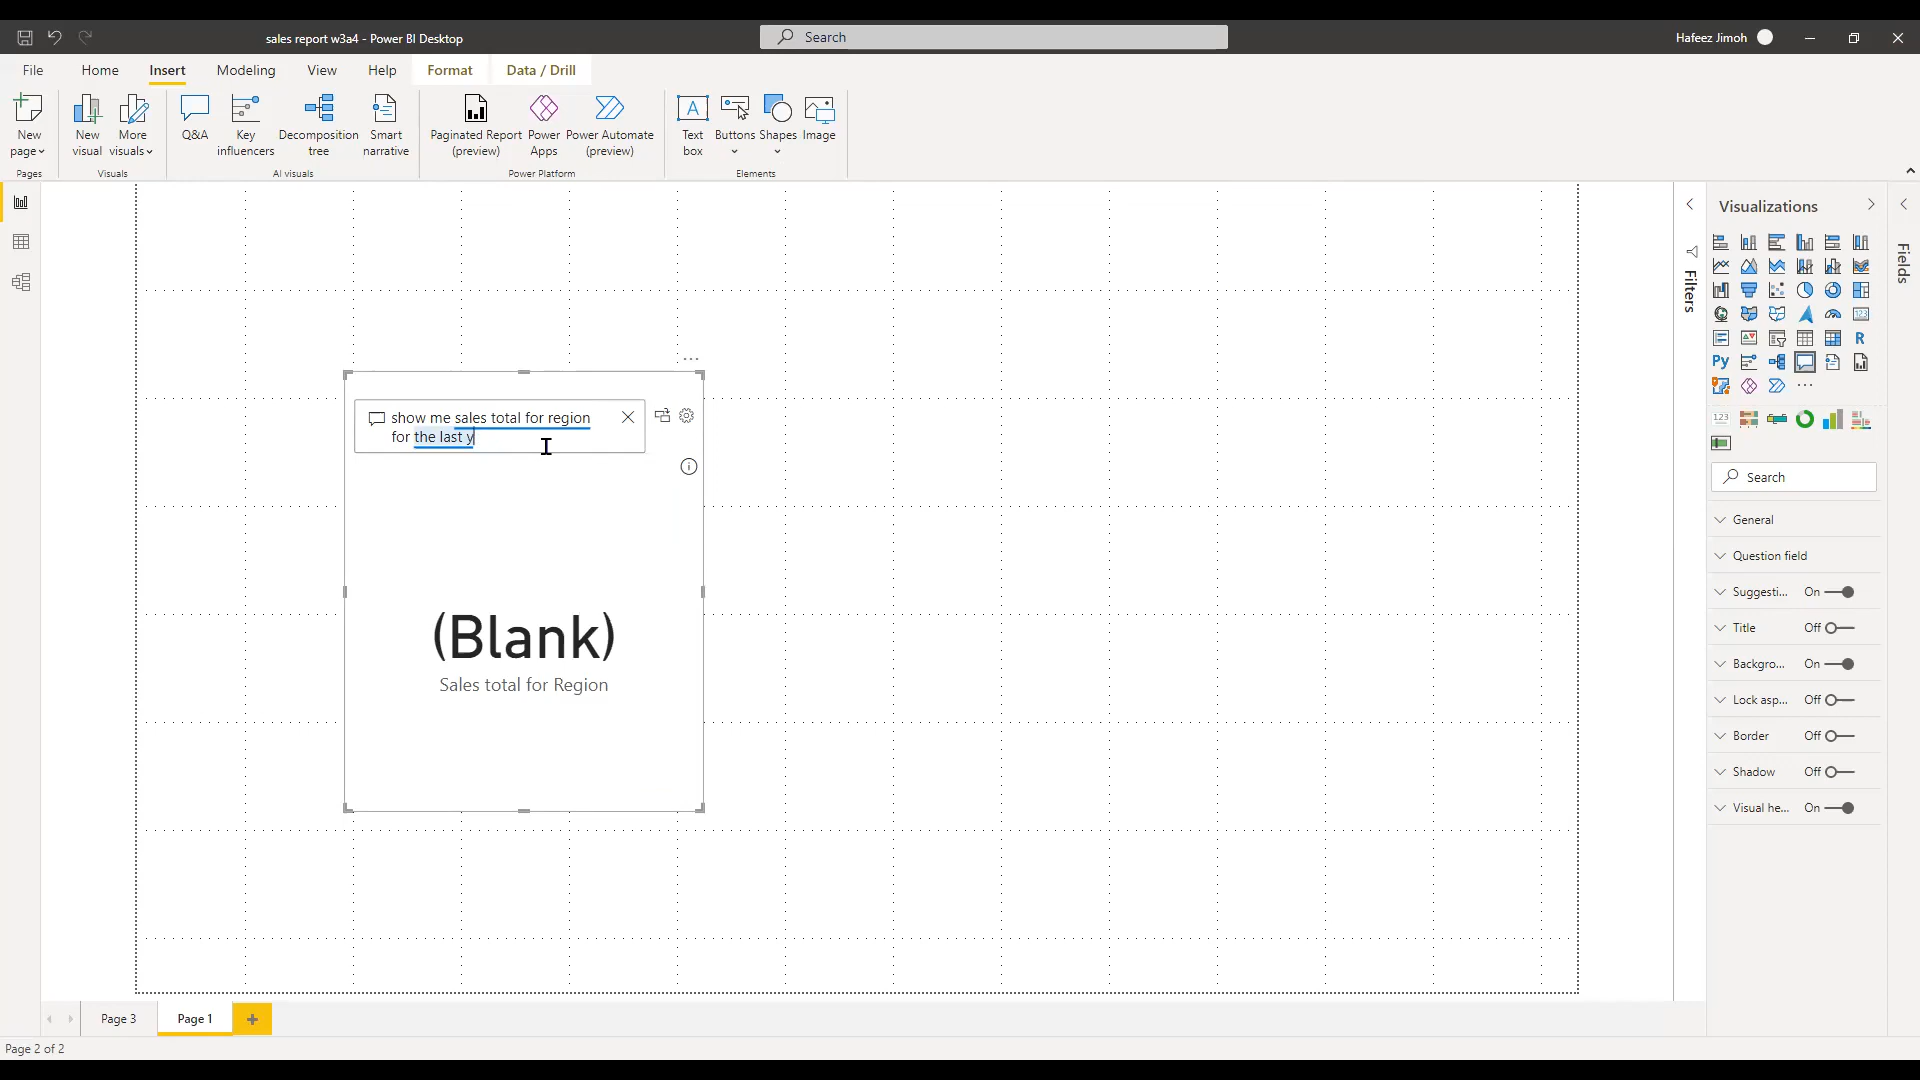 sales report w3a4 - Power BI Desktop
Search
Hafeez Jimoh
File
Home
Insert
Modeling
View
Help
Format
Data / Drill
New
page
New
visual
More
visuals
Q&A
Key
influencers
Decomposition
tree
Smart
narrative
Paginated Report
(preview)
Power
Apps
Power Automate
(preview)
Text
box
Buttons
Shapes
Image
Pages
Visuals
AI visuals
Power Platform
Elements
show me sales total for region
for the last y
(Blank)
Sales total for Region
Filters
Visualizations
123
R
Py
123
Search
General
Question field
Suggesti... On
Title Off
Backgro... On
Lock asp... Off
Border Off
Shadow Off
Visual he... On
Fields
Page 3
Page 1
Page 2 of 2